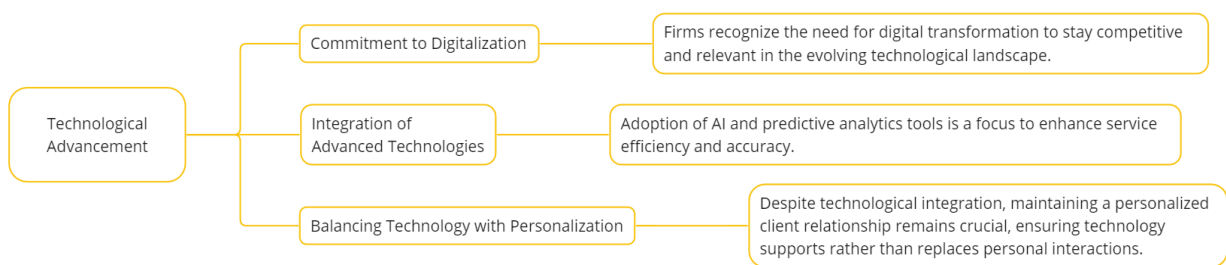 Technological
Advancement
Commitment to Digitalization
Firms recognize the need for digital transformation to stay competitive
and relevant in the evolving technological landscape.
Integration of
Advanced Technologies
Adoption of AI and predictive analytics tools is a focus to enhance service
efficiency and accuracy.
Balancing Technology with Personalization
Despite technological integration, maintaining a personalized
client relationship remains crucial, ensuring technology
supports rather than replaces personal interactions.